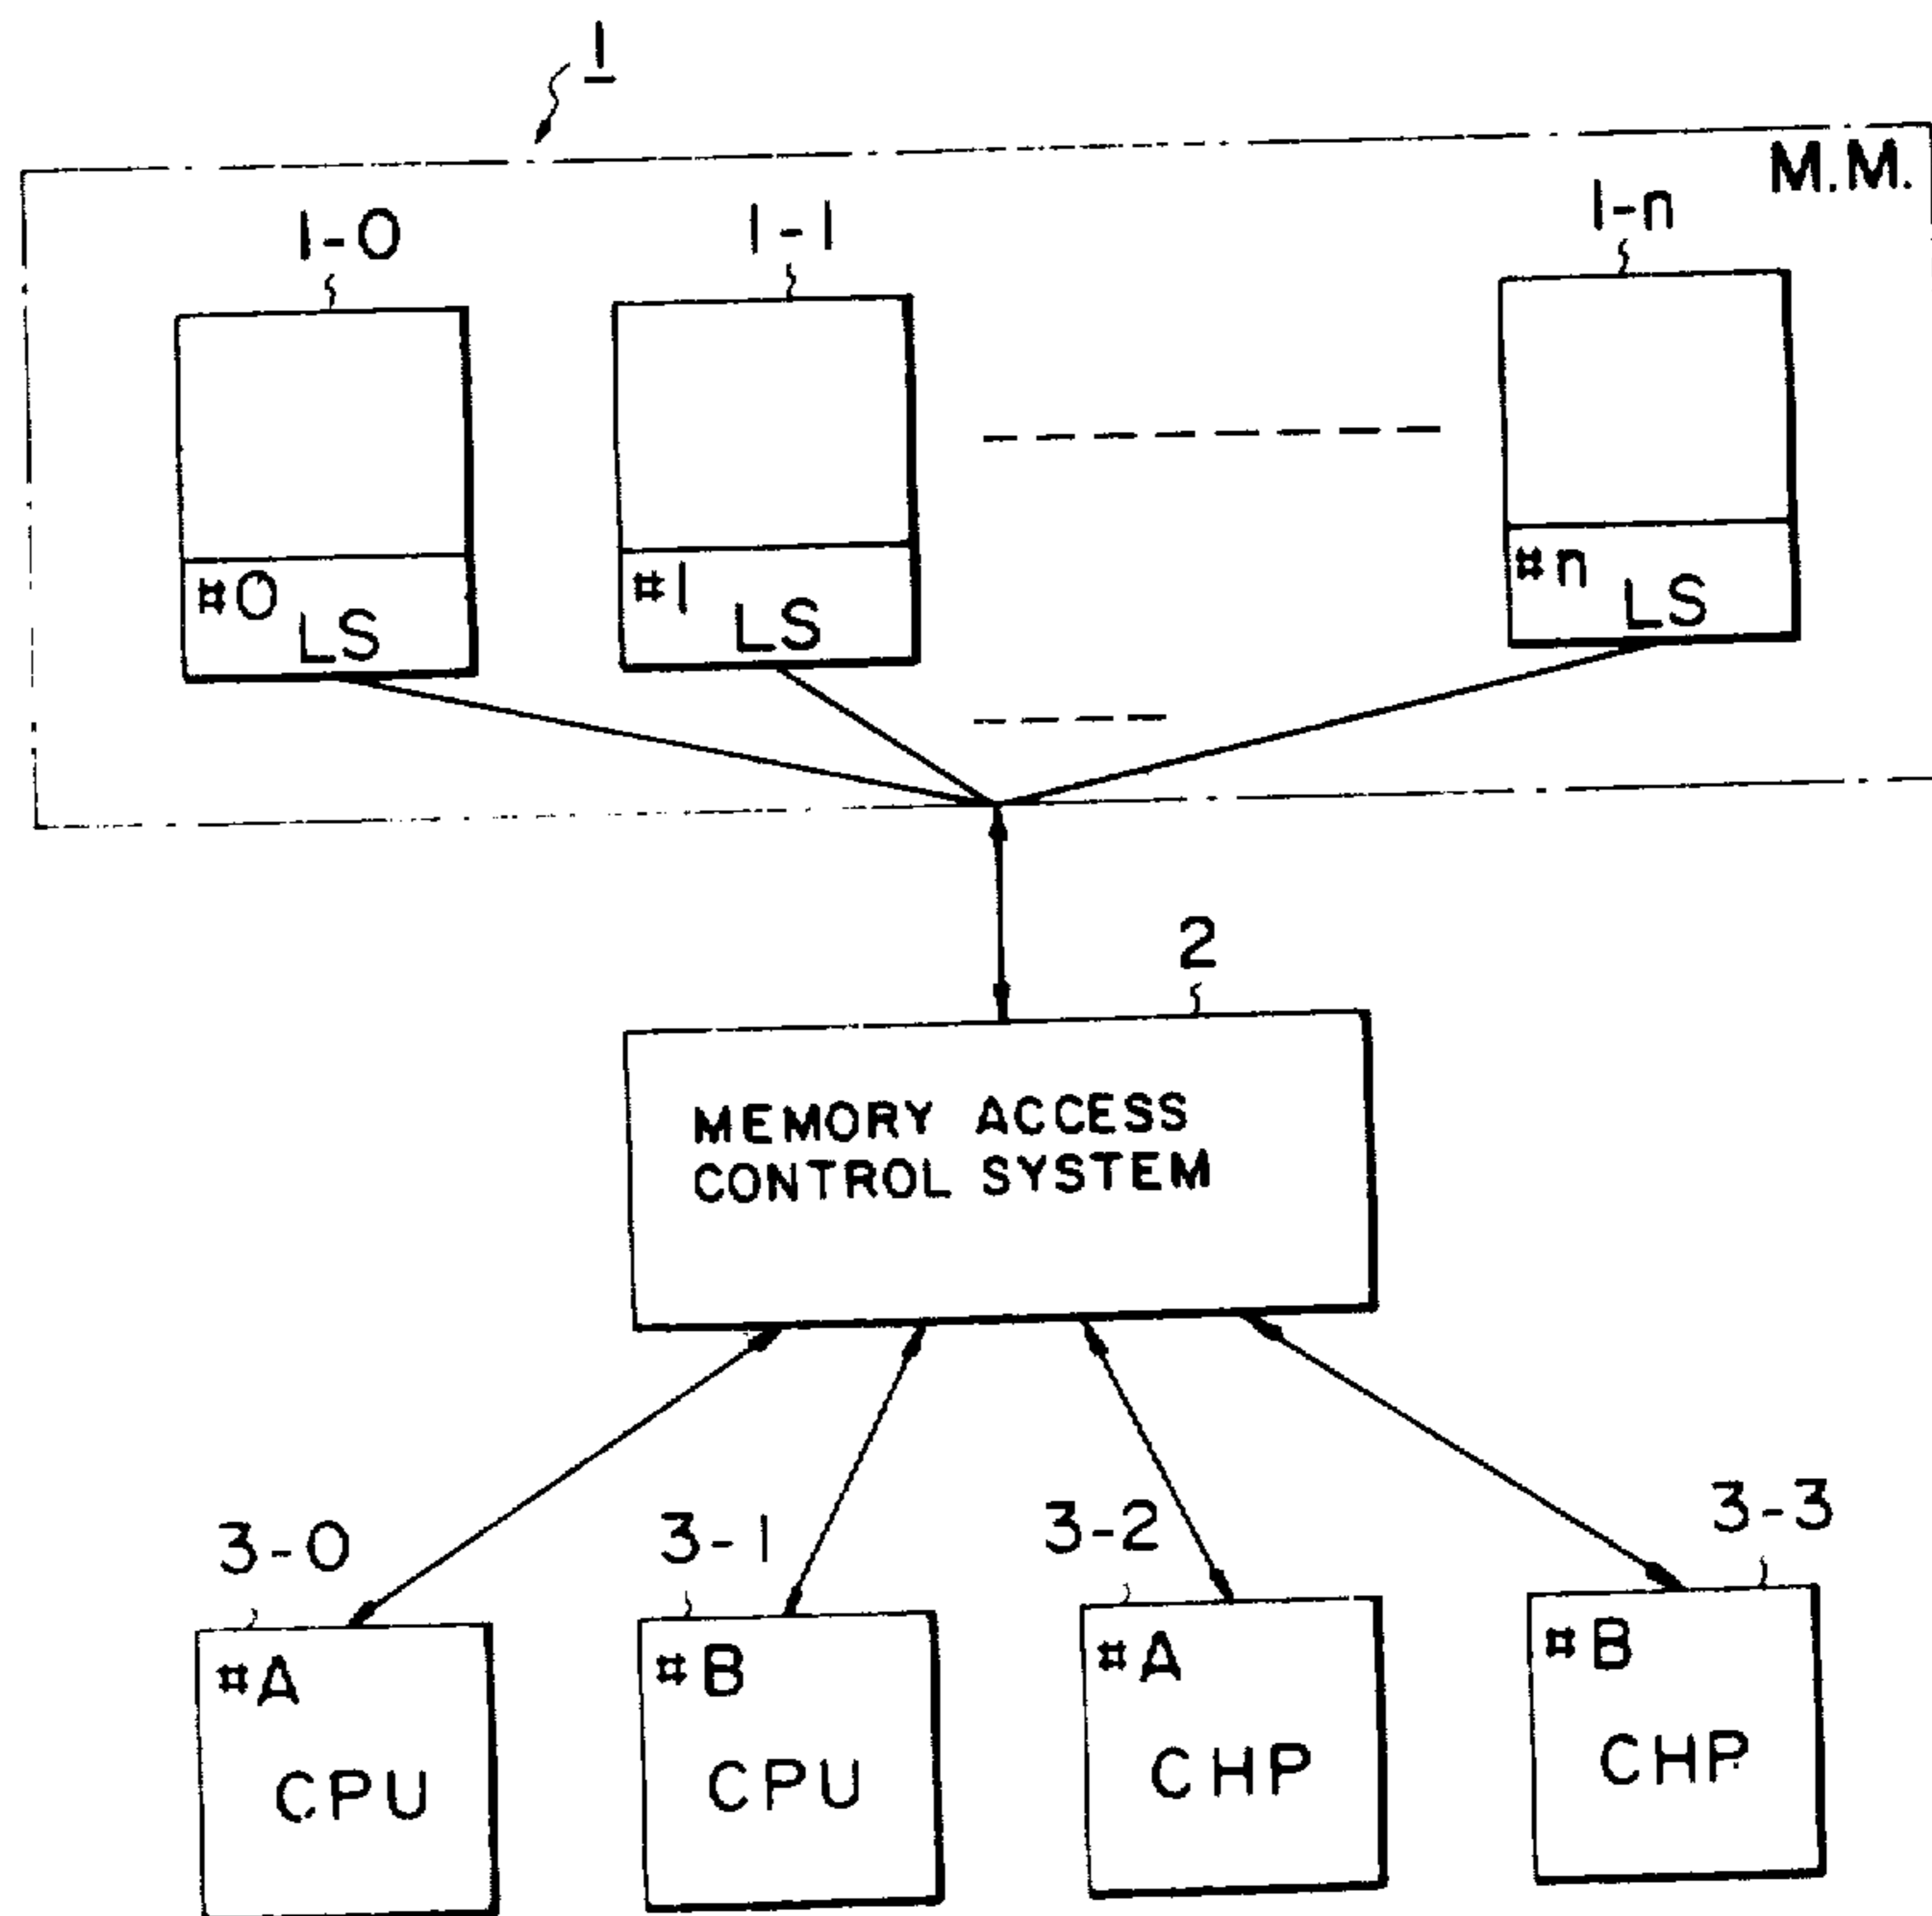 1
M.M.
1-0
1-1
1-n
#0 LS
#1 LS
#n LS
2
MEMORY ACCESS
CONTROL SYSTEM
3-0
3-1
3-2
3-3
#A
CPU
#B
CPU
#A
CHP
#B
CHP